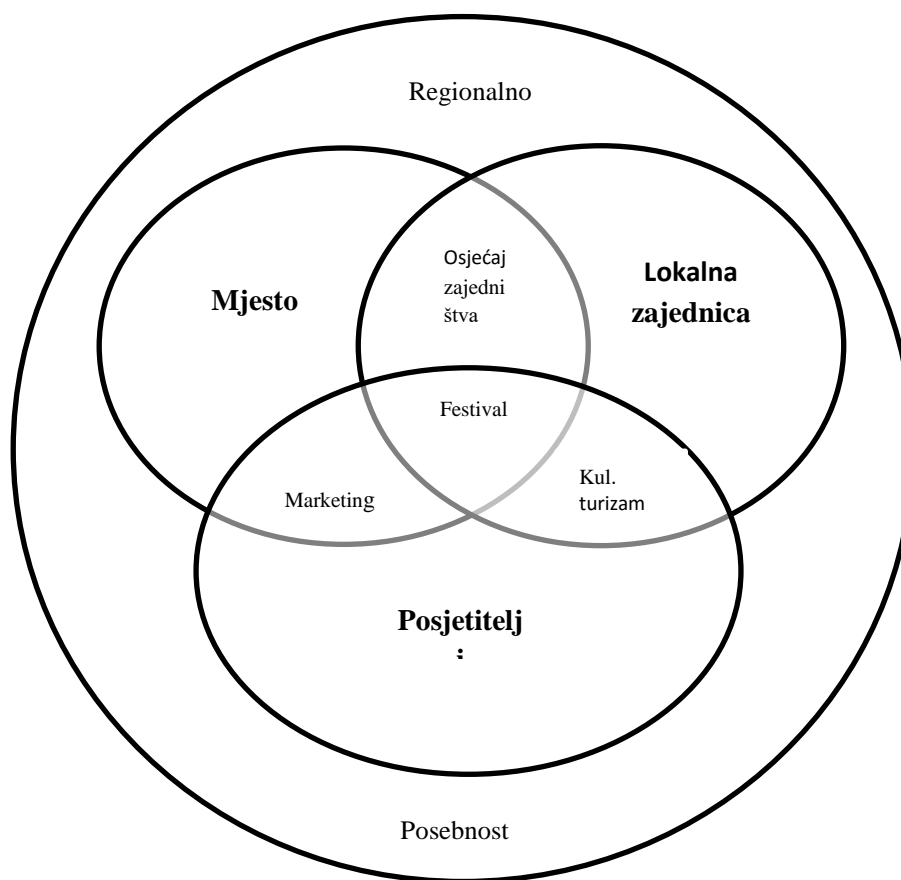 Regionalno
Mjesto
Osjećaj
zajedni
štva
Lokalna
zajednica
Festival
Marketing
Kul.
turizam
Posjetitelj
i
Posebnost